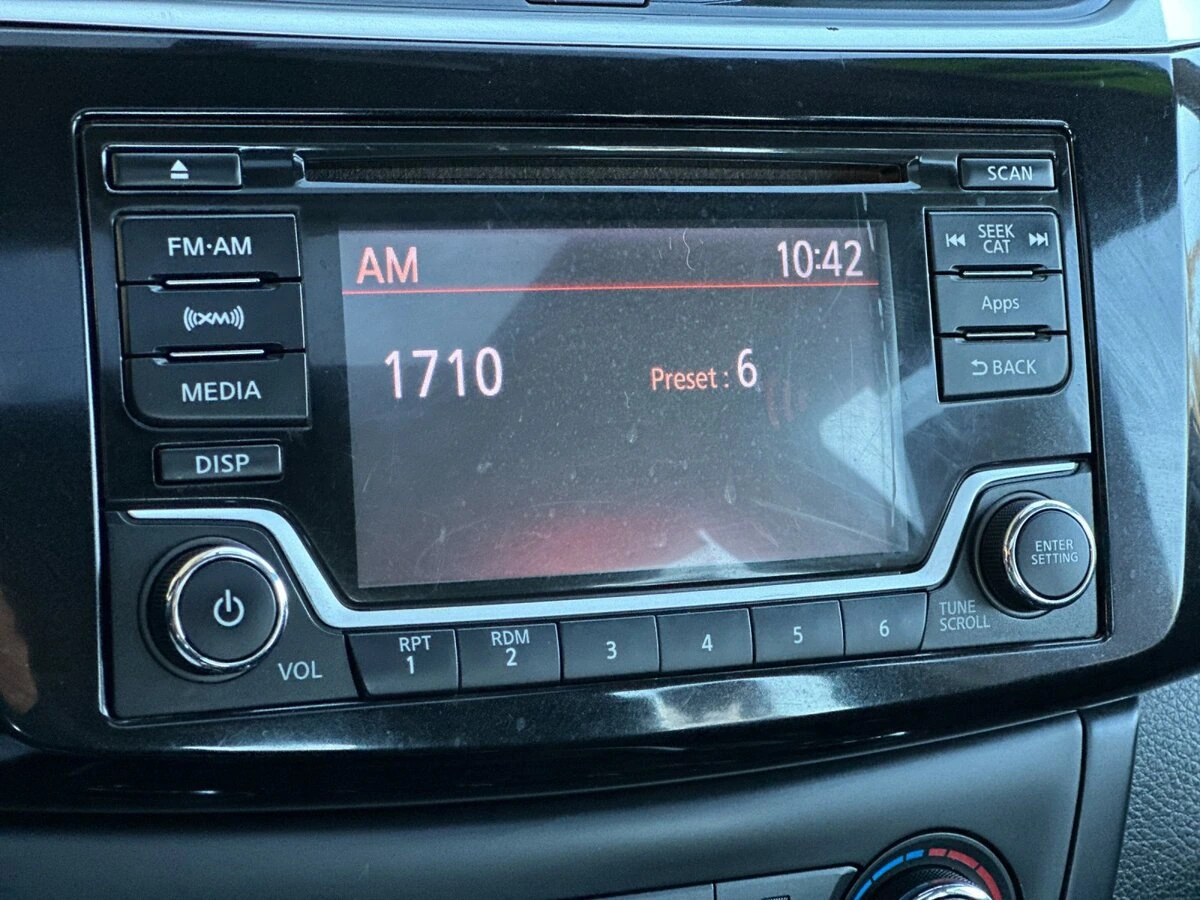 SCAN
FM·AM
SEEK
CAT
AM 10:42
XM
Apps
1710 Preset : 6
MEDIA
BACK
DISP
ENTER
SETTING
TUNE
SCROLL
VOL
RPT
1
RDM
2
3
4
5
6